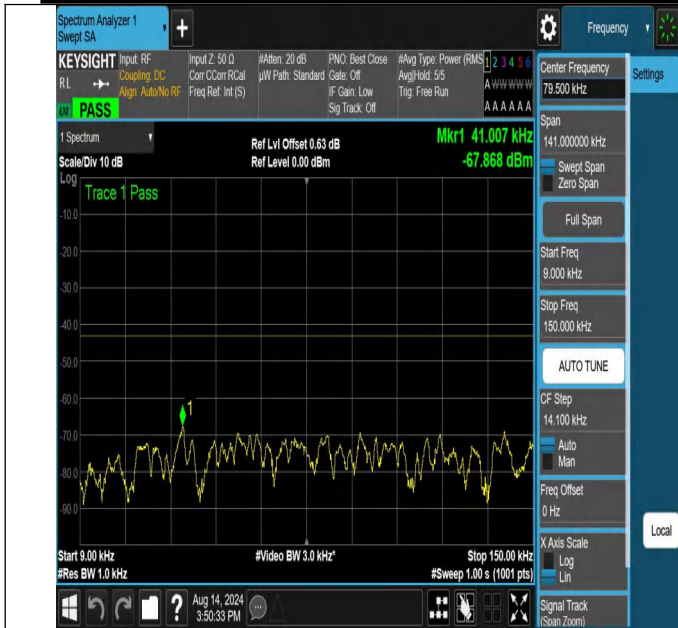 Spectrum Analyzer 1
Swept SA
+
Frequency
KEYSIGHT
RL
PASS
Input: RF
Coupling: DC
Align: Auto/No RF
Input Z: 50 Ω
Corr CCorr RCal
Freq Ref: Int (S)
#Atten: 20 dB
µW Path: Standard
PNO: Best Close
Gate: Off
IF Gain: Low
Sig Track: Off
#Avg Type: Power (RMS
Avg|Hold: 5/5
Trig: Free Run
1 2 3 4 5 6
A W W W W W
A A A A A A
1 Spectrum
Scale/Div 10 dB
Ref Lvl Offset 0.63 dB
Ref Level 0.00 dBm
Mkr1 41.007 kHz
-67.868 dBm
Log
Trace 1 Pass
-10.0
-20.0
-30.0
-40.0
-50.0
-60.0
-70.0
-80.0
-90.0
1
Start 9.00 kHz
#Res BW 1.0 kHz
#Video BW 3.0 kHz*
Stop 150.00 kHz
#Sweep 1.00 s (1001 pts)
?
Aug 14, 2024
3:50:33 PM
Center Frequency
79.500 kHz
Settings
Span
141.000000 kHz
Swept Span
Zero Span
Full Span
Start Freq
9.000 kHz
Stop Freq
150.000 kHz
AUTO TUNE
CF Step
14.100 kHz
Auto
Man
Freq Offset
0 Hz
Local
X Axis Scale
Log
Lin
Signal Track
(Span Zoom)